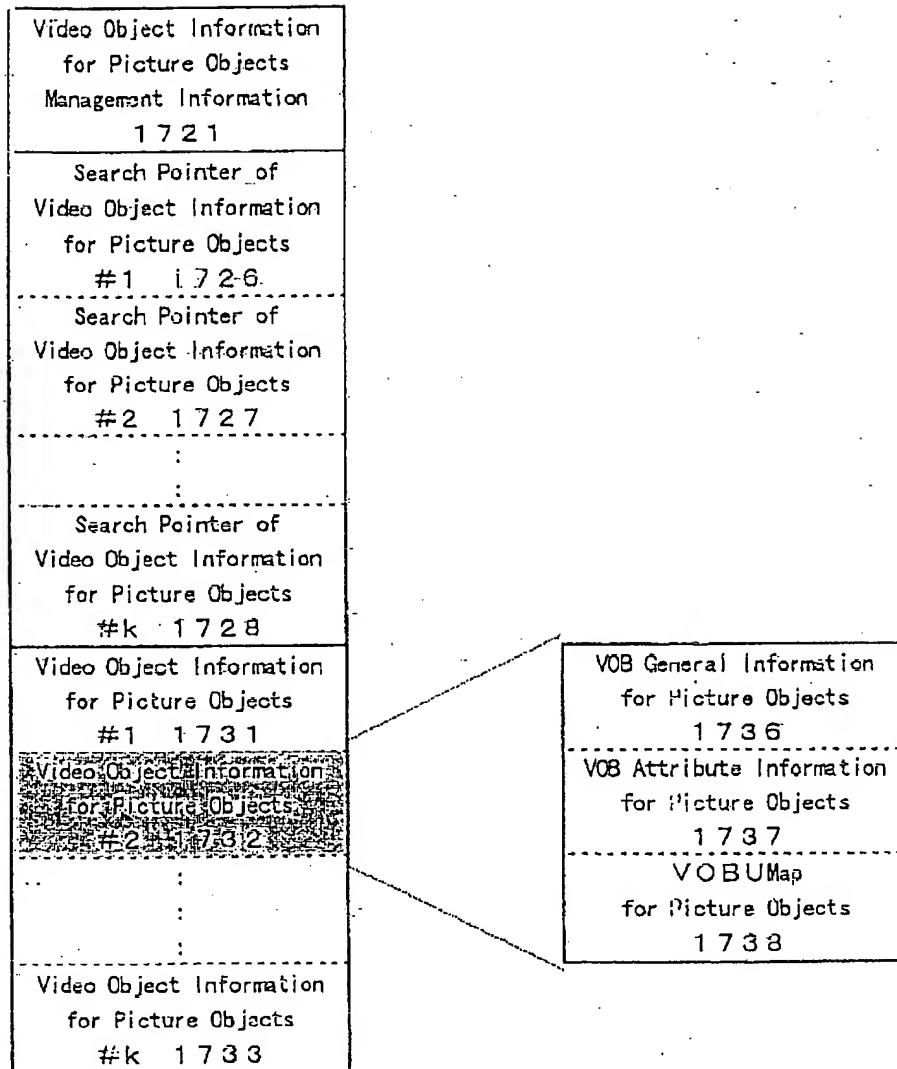 Video Object Information
for Picture Objects
Management Information
1721
Search Pointer of
Video Object Information
for Picture Objects
#1 1726
Search Pointer of
Video Object Information
for Picture Objects
#2 1727
:
:
Search Pointer of
Video Object Information
for Picture Objects
#k 1728
Video Object Information
for Picture Objects
#1 1731
Video Object Information
for Picture Objects
#2 1732
:
:
:
Video Object Information
for Picture Objects
#k 1733
VOB General Information
for Picture Objects
1736
VOB Attribute Information
for Picture Objects
1737
VOBUMap
for Picture Objects
1738